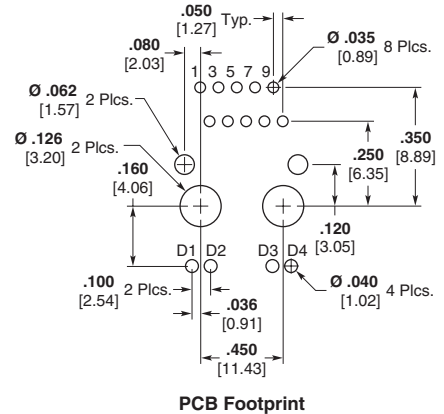 .050
[1.27] Typ.
.080
[2.03]
Ø .035
[0.89] 8 Plcs.
1 3 5 7 9
Ø .062
[1.57] 2 Plcs.
Ø .126
[3.20] 2 Plcs.
.350
[8.89]
.250
[6.35]
.160
[4.06]
.120
[3.05]
D1 D2 D3 D4
.100
[2.54] 2 Plcs.
Ø .040
[1.02] 4 Plcs.
.036
[0.91]
.450
[11.43]
PCB Footprint